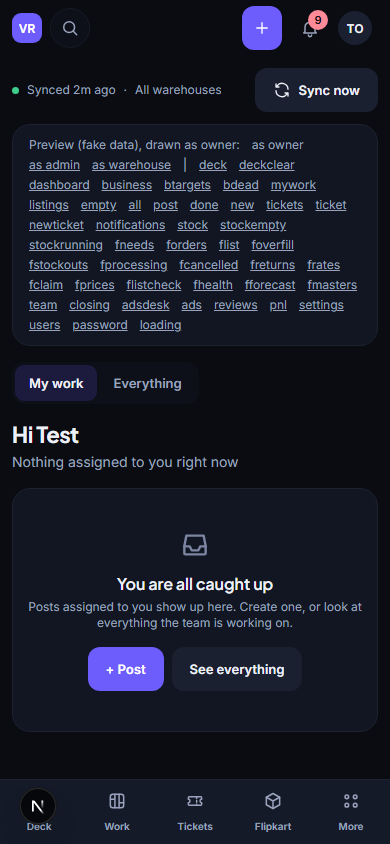 VR
9
TO
Synced 2m ago · All warehouses
Sync now
Preview (fake data), drawn as owner: as owner
as admin as warehouse | deck deckclear
dashboard business btargets bdead mywork
listings empty all post done new tickets ticket
newticket notifications stock stockempty
stockrunning fneeds forders flist foverfill
fstockouts fprocessing fcancelled freturns frates
fclaim fprices flistcheck fhealth fforecast fmasters
team closing adsdesk ads reviews pnl settings
users password loading
My work Everything
Hi Test
Nothing assigned to you right now
You are all caught up
Posts assigned to you show up here. Create one, or look at
everything the team is working on.
+ Post See everything
N
Deck Work Tickets Flipkart More